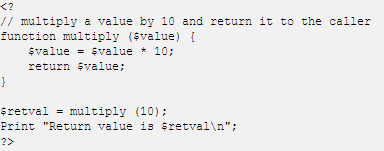 <?
// multiply a value by 10 and return it to the caller
function multiply ($value) {
    $value = $value * 10;
    return $value;
}

$retval = multiply (10);
Print "Return value is $retval\n";
?>